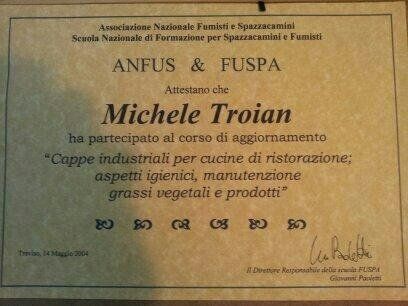 Associazione Nazionale Fumisti e Spazzacamini
Scuola Nazionale di Formazione per Spazzacamini e Fumisti
ANFUS & FUSPA
Attestano che
Michele Troian
ha partecipato al corso di aggiornamento
“Cappe industriali per cucine di ristorazione;
aspetti igienici, manutenzione
grassi vegetali e prodotti”
Treviso, 14 Maggio 2004
Il Direttore Responsabile della scuola FUSPA
Giovanni Paoletti